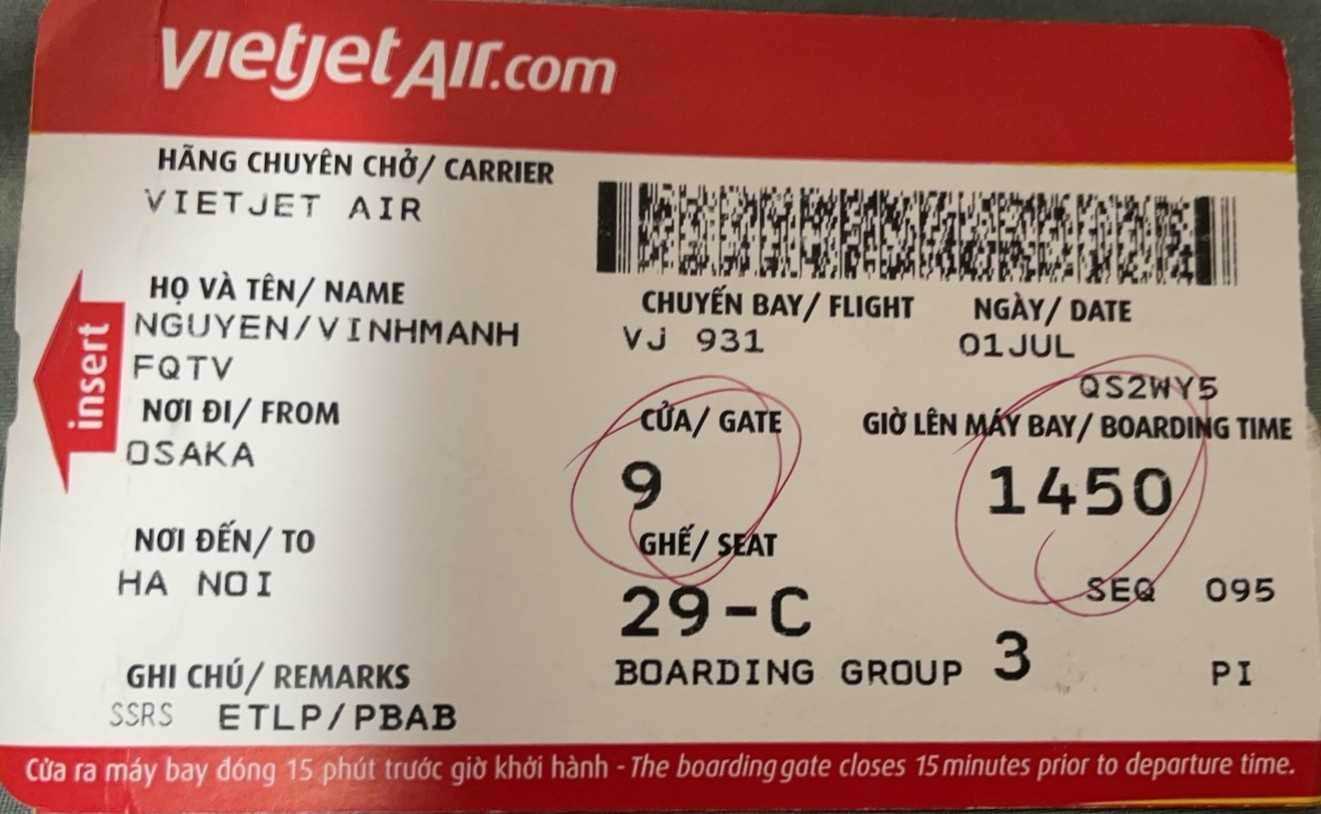 vietjetAir.com
HÃNG CHUYÊN CHỞ/ CARRIER
VIETJET AIR
HỌ VÀ TÊN/ NAME
NGUYEN/VINHMANH
FQTV
CHUYẾN BAY/ FLIGHT
VJ 931
NGÀY/ DATE
01JUL
QS2WY5
insert
NƠI ĐI/ FROM
OSAKA
CỬA/ GATE
9
GIỜ LÊN MÁY BAY/ BOARDING TIME
1450
NƠI ĐẾN/ TO
HA NOI
GHẾ/ SEAT
29-C
SEQ 095
BOARDING GROUP 3
PI
GHI CHÚ/ REMARKS
SSRS ETLP/PBAB
Cửa ra máy bay đóng 15 phút trước giờ khởi hành - The boarding gate closes 15 minutes prior to departure time.